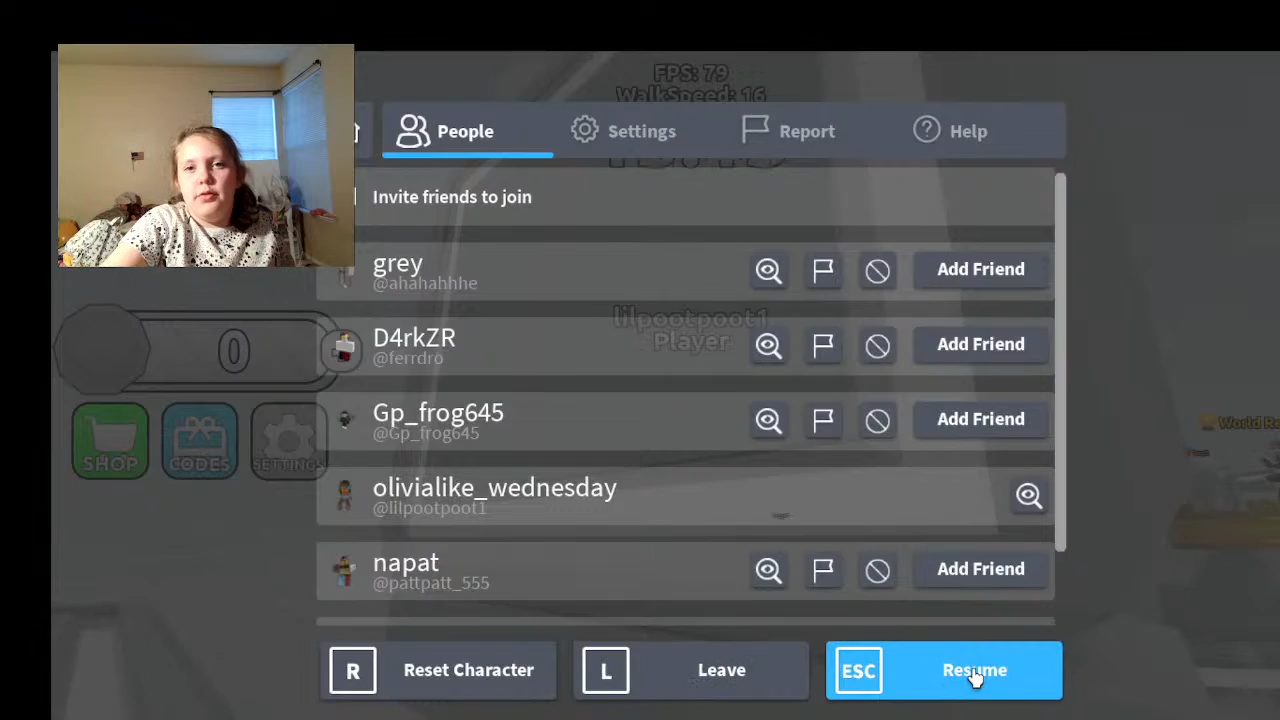 FPS: 79
WalkSpeed: 16
People
Settings
Report
Help
Invite friends to join
grey
@ahahahhhe
Add Friend
D4rkZR
@ferrdro
Add Friend
lilpootpoot1
Player
0
Gp_frog645
@Gp_frog645
Add Friend
SHOP
CODES
SETTINGS
World Re
olivialike_wednesday
@lilpootpoot1
napat
@pattpatt_555
Add Friend
R
Reset Character
L
Leave
ESC
Resume